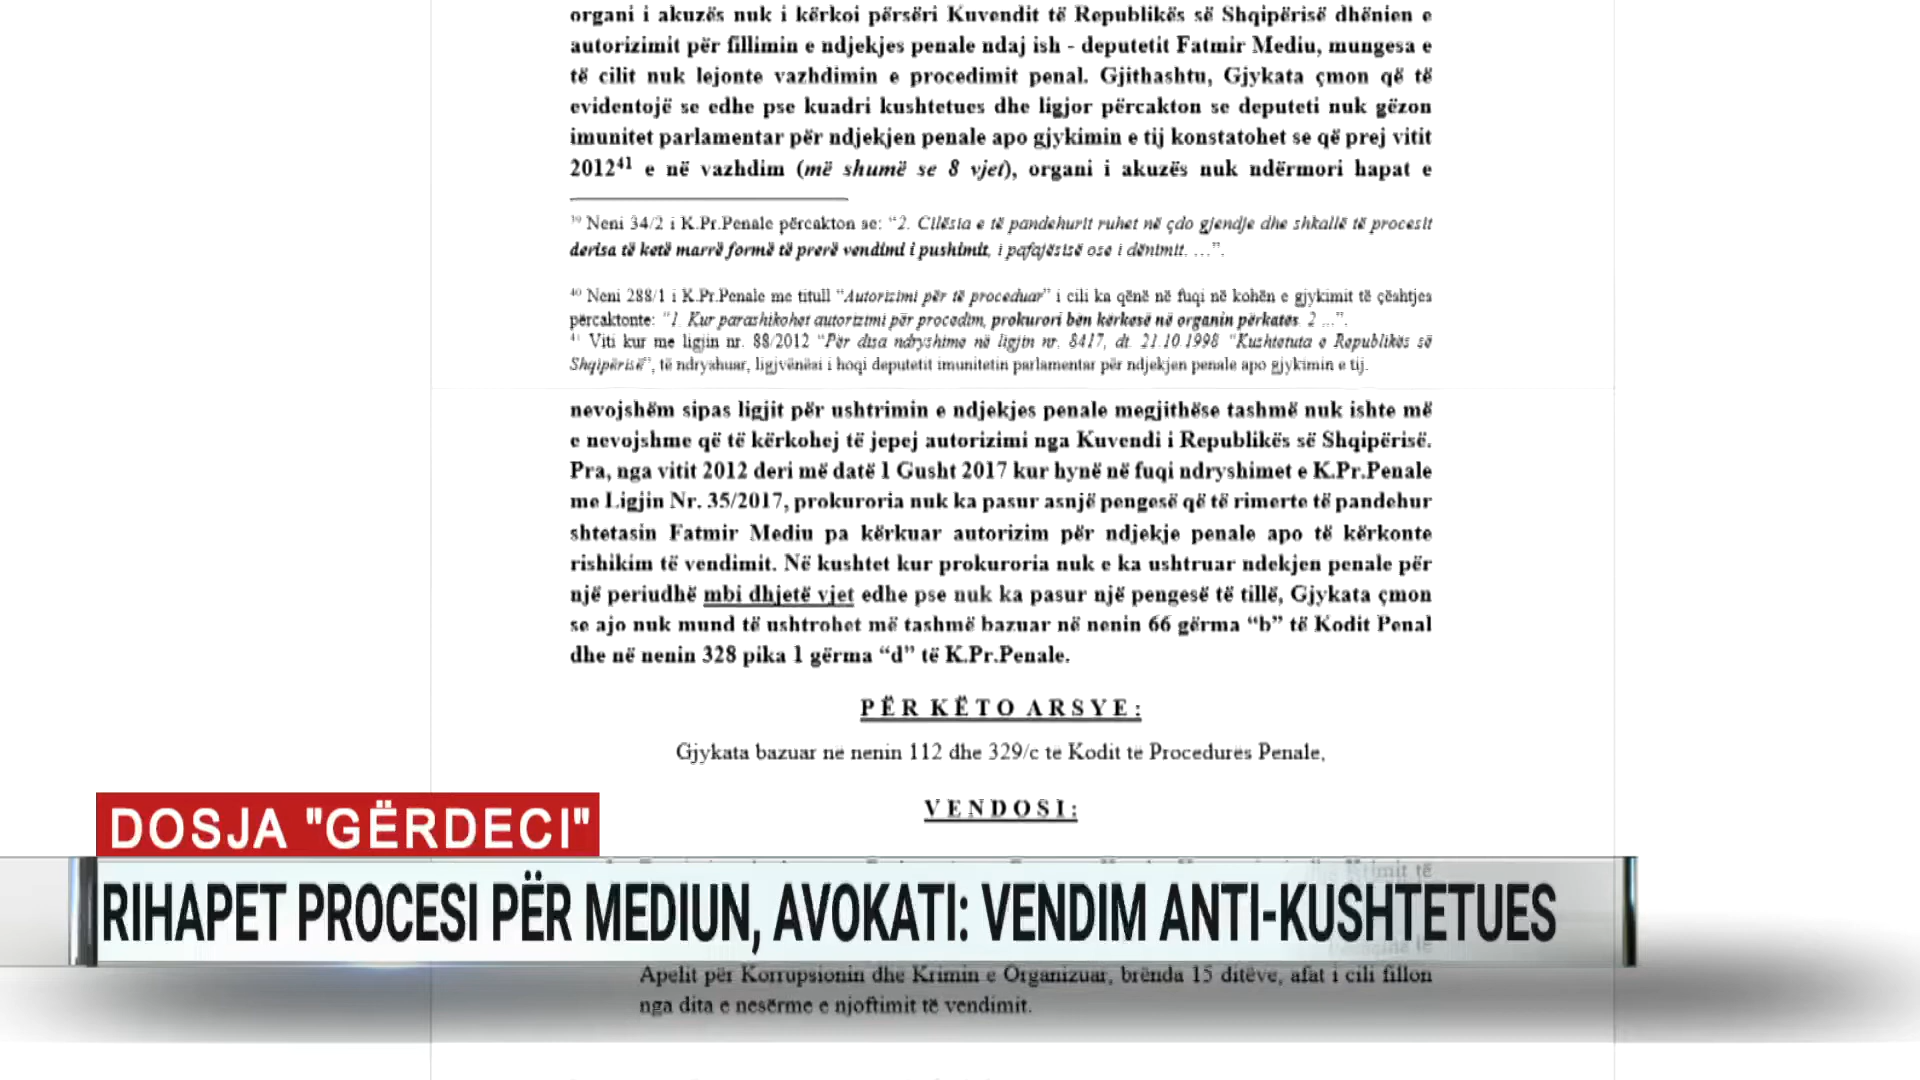 organi i akuzës nuk i kërkoi përsëri Kuvendit të Republikës së Shqipërisë dhënien e
autorizimit për fillimin e ndjekjes penale ndaj ish - deputetit Fatmir Mediu, mungesa e
të cilit nuk lejonte vazhdimin e procedimit penal. Gjithashtu, Gjykata çmon që të
evidentojë se edhe pse kuadri kushtetues dhe ligjor përcakton se deputeti nuk gëzon
imunitet parlamentar për ndjekjen penale apo gjykimin e tij konstatohet se që prej vitit
2012⁴¹ e në vazhdim (më shumë se 8 vjet), organi i akuzës nuk ndërmori hapat e
³⁹ Neni 34/2 i K.Pr.Penale përcakton se: “2. Cilësia e të pandehurit ruhet në çdo gjendje dhe shkallë të procesit
derisa të ketë marrë formë të prerë vendimi i pushimit, i pafajësisë ose i dënimit. …”.
⁴⁰ Neni 288/1 i K.Pr.Penale me titull “Autorizimi për të proceduar” i cili ka qënë në fuqi në kohën e gjykimit të çështjes
përcaktonte: “1. Kur parashikohet autorizimi për procedim, prokurori bën kërkesë në organin përkatës. 2 …”.
⁴¹ Viti kur me ligjin nr. 88/2012 “Për disa ndryshime në ligjin nr. 8417, dt. 21.10.1998 “Kushtetuta e Republikës së
Shqipërisë”, të ndryshuar, ligjvënësi i hoqi deputetit imunitetin parlamentar për ndjekjen penale apo gjykimin e tij.
nevojshëm sipas ligjit për ushtrimin e ndjekjes penale megjithëse tashmë nuk ishte më
e nevojshme që të kërkohej të jepej autorizimi nga Kuvendi i Republikës së Shqipërisë.
Pra, nga vitit 2012 deri më datë 1 Gusht 2017 kur hynë në fuqi ndryshimet e K.Pr.Penale
me Ligjin Nr. 35/2017, prokuroria nuk ka pasur asnjë pengesë që të rimerte të pandehur
shtetasin Fatmir Mediu pa kërkuar autorizim për ndjekje penale apo të kërkonte
rishikim të vendimit. Në kushtet kur prokuroria nuk e ka ushtruar ndekjen penale për
një periudhë mbi dhjetë vjet edhe pse nuk ka pasur një pengesë të tillë, Gjykata çmon
se ajo nuk mund të ushtrohet më tashmë bazuar në nenin 66 gërma “b” të Kodit Penal
dhe në nenin 328 pika 1 gërma “d” të K.Pr.Penale.
PËR KËTO ARSYE:
Gjykata bazuar në nenin 112 dhe 329/c të Kodit të Procedurës Penale,
VENDOSI:
DOSJA "GËRDECI"
RIHAPET PROCESI PËR MEDIUN, AVOKATI: VENDIM ANTI-KUSHTETUES
Apelit për Korrupsionin dhe Krimin e Organizuar, brënda 15 ditëve, afat i cili fillon
nga dita e nesërme e njoftimit të vendimit.